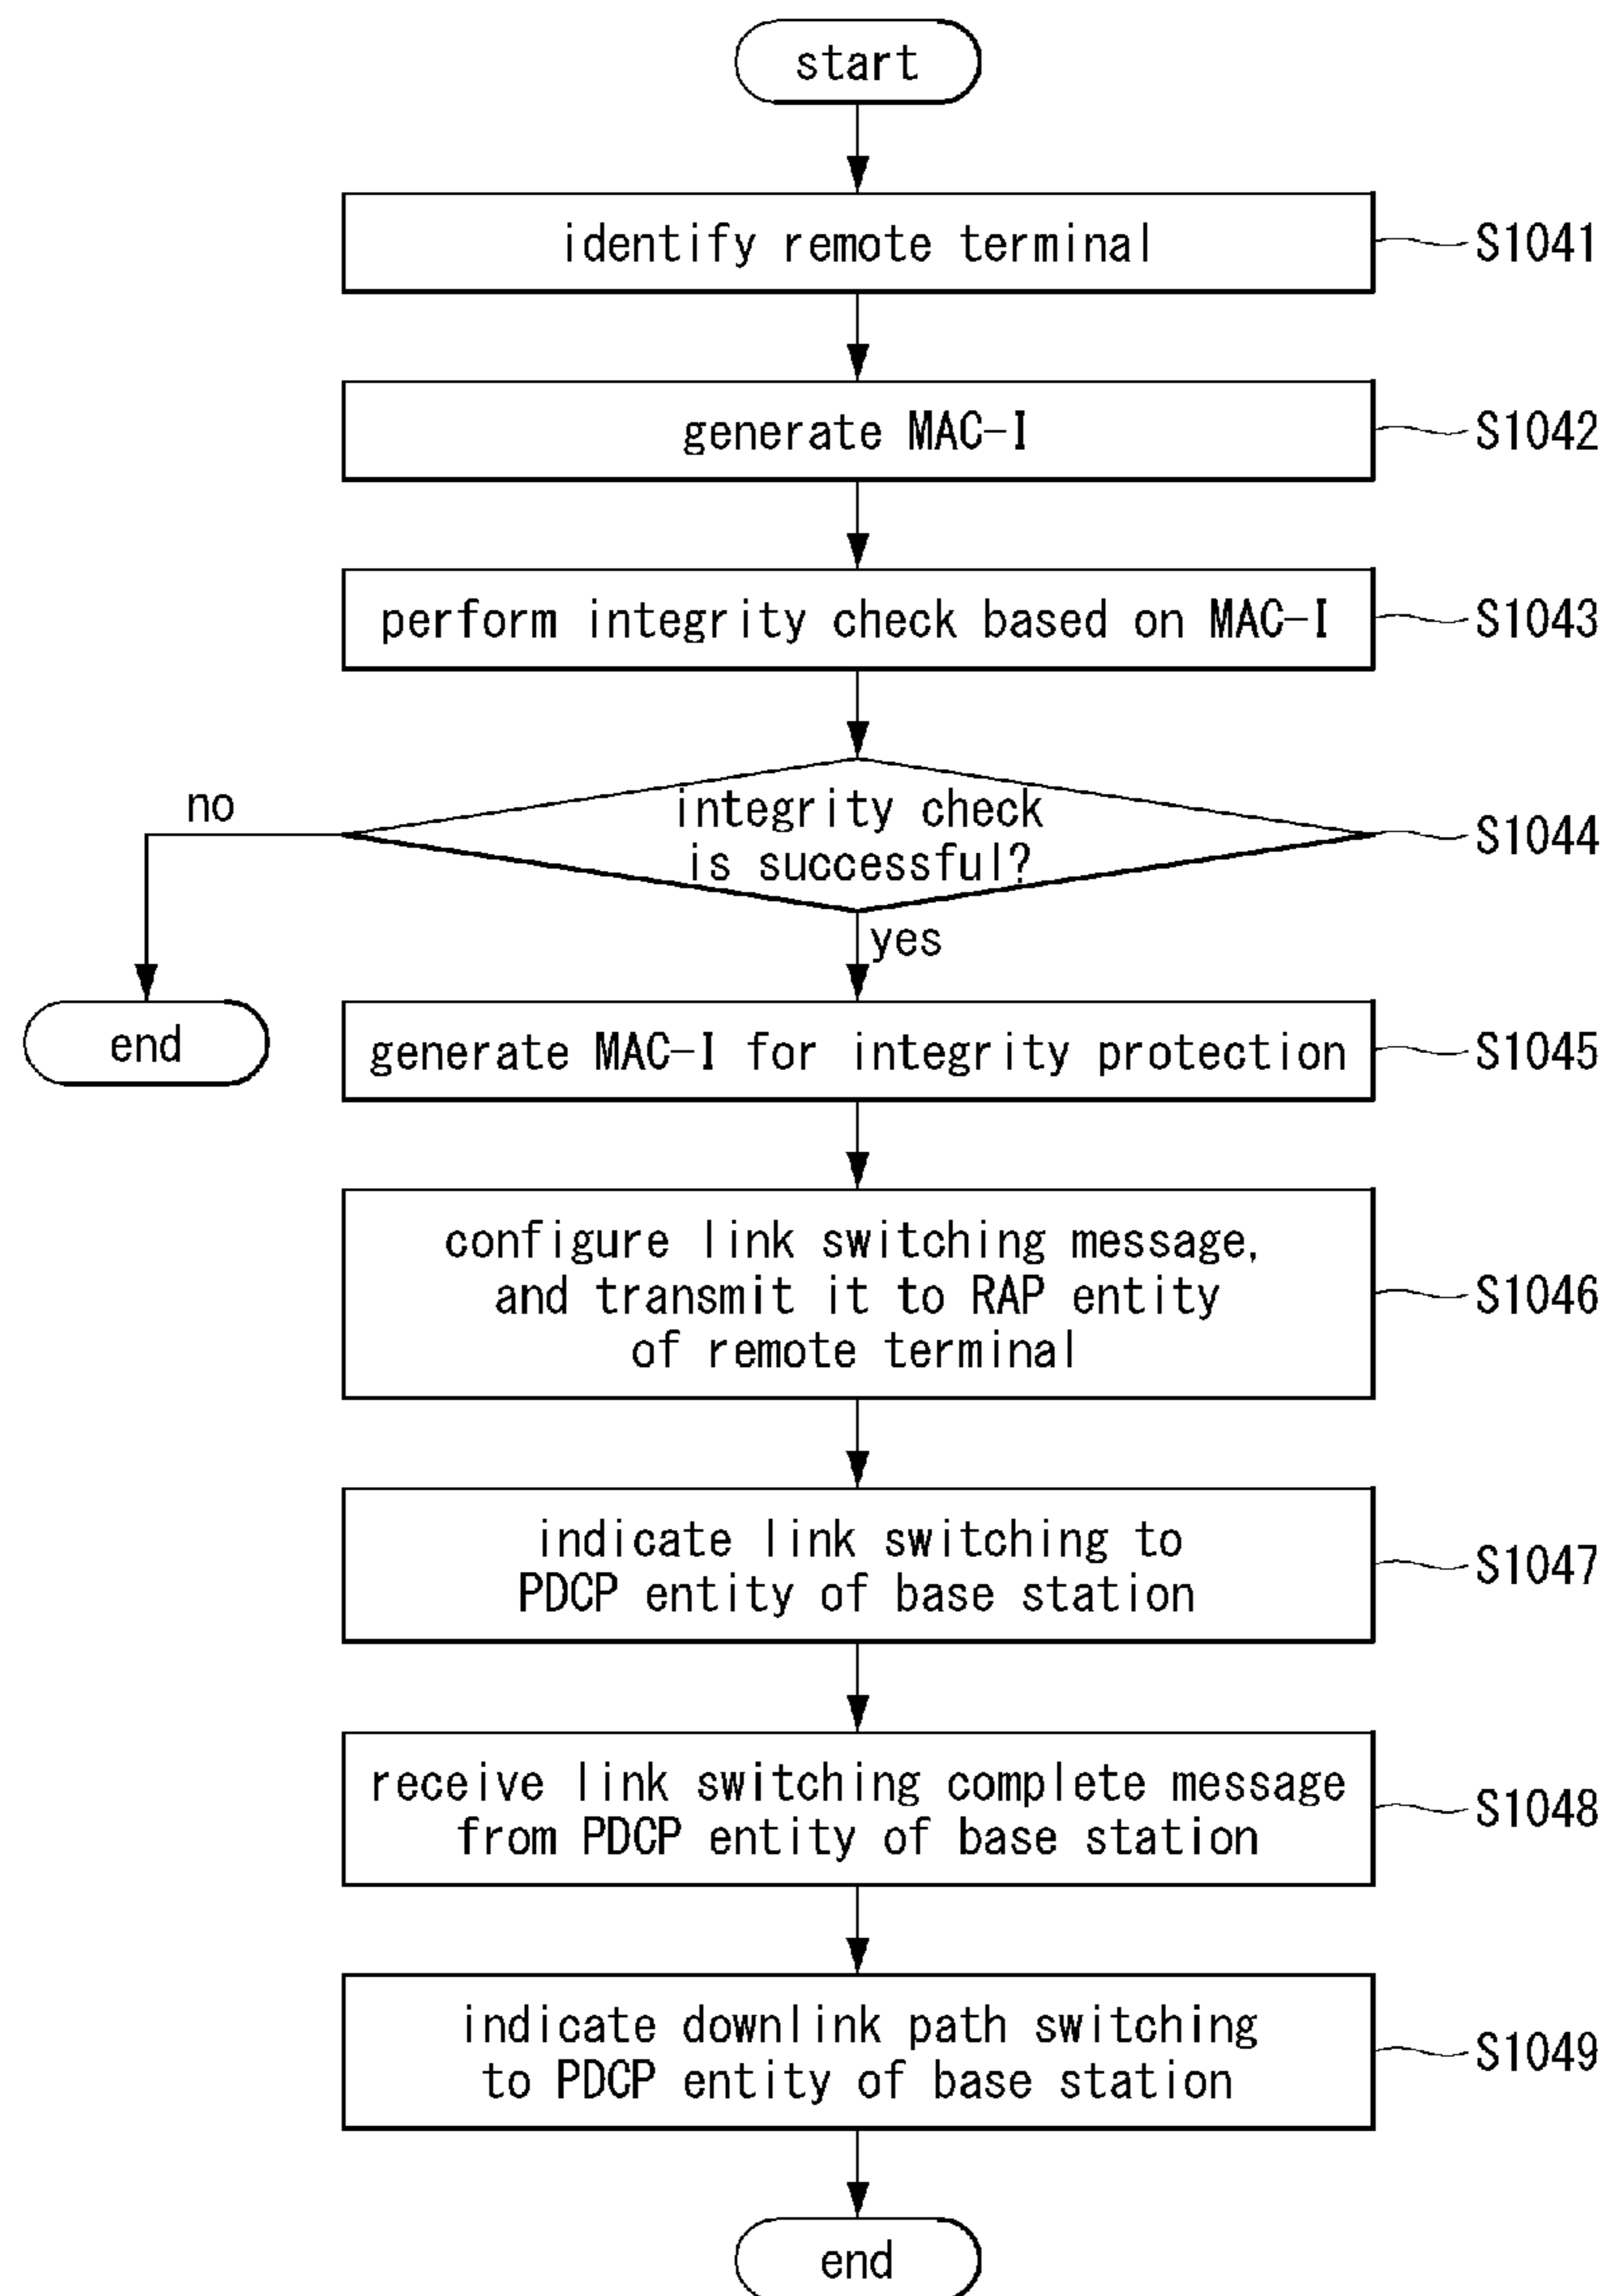 start
identify remote terminal
S1041
generate MAC-I
S1042
perform integrity check based on MAC-I
S1043
no
integrity check
is successful?
S1044
yes
end
generate MAC-I for integrity protection
S1045
configure link switching message,
and transmit it to RAP entity
of remote terminal
S1046
indicate link switching to
PDCP entity of base station
S1047
receive link switching complete message
from PDCP entity of base station
S1048
indicate downlink path switching
to PDCP entity of base station
S1049
end